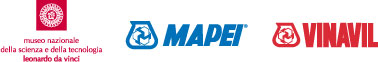 museo nazionale
della scienza e della tecnologia
leonardo da vinci
MAPEI®
VINAVIL